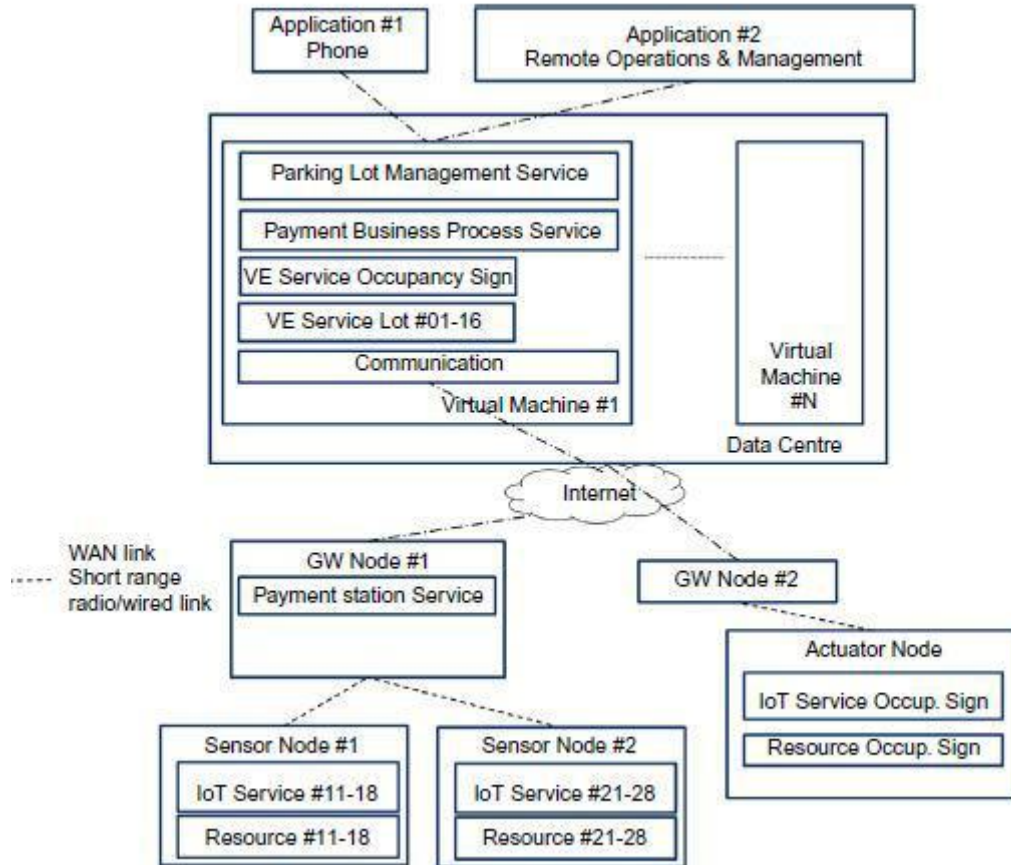 Application #1
Phone
Application #2
Remote Operations & Management
Parking Lot Management Service
Payment Business Process Service
VE Service Occupancy Sign
VE Service Lot #01-16
Communication
Virtual Machine #1
Virtual
Machine
#N
Data Centre
Internet
WAN link
Short range
radio/wired link
GW Node #1
Payment station Service
GW Node #2
Actuator Node
IoT Service Occup. Sign
Resource Occup. Sign
Sensor Node #1
IoT Service #11-18
Resource #11-18
Sensor Node #2
IoT Service #21-28
Resource #21-28